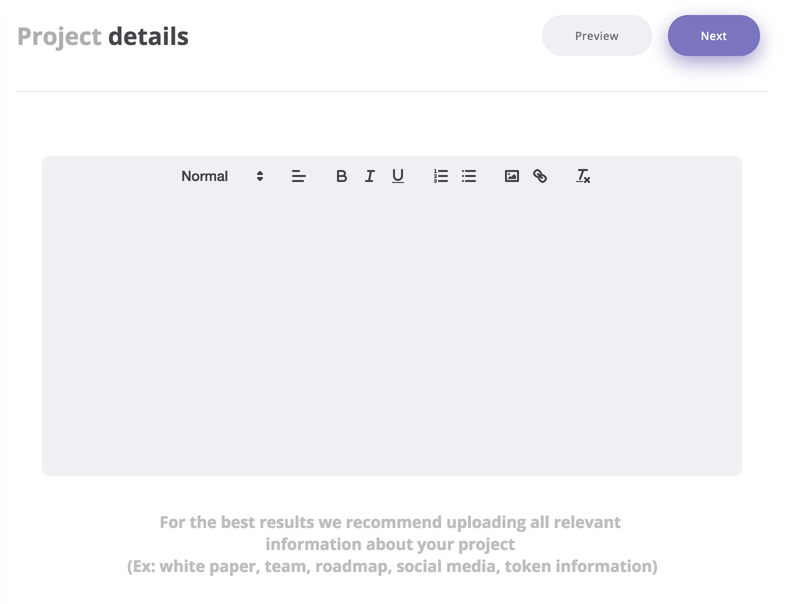 Project details
Preview
Next
Normal
B I U
For the best results we recommend uploading all relevant
information about your project
(Ex: white paper, team, roadmap, social media, token information)